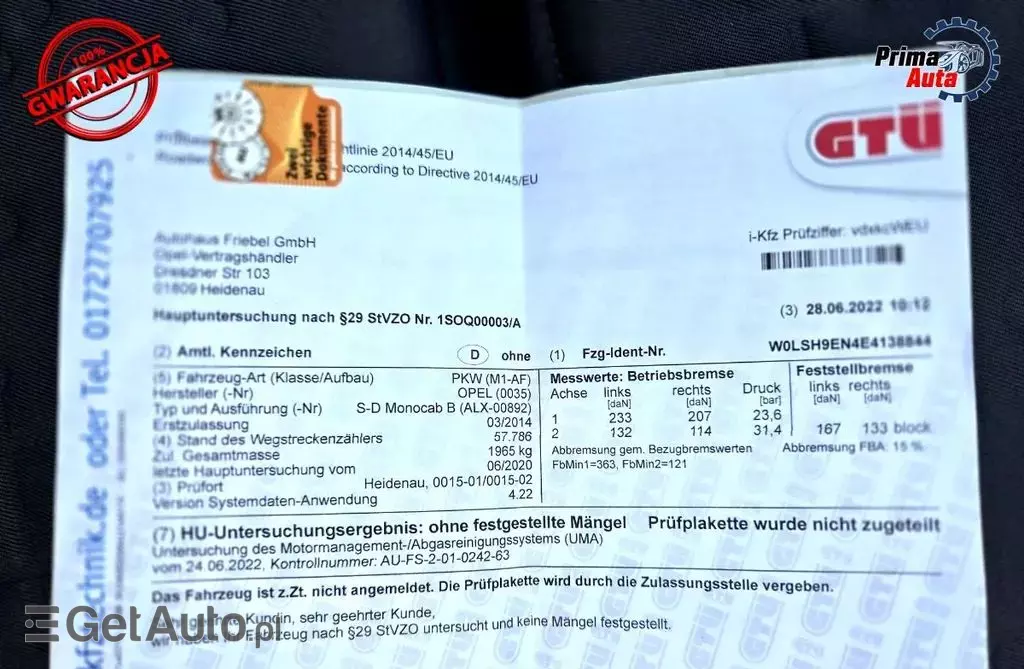 100%
GWARANCJA
Prima
Auta
Zwei
wichtige
Dokumente
htlinie 2014/45/EU
according to Directive 2014/45/EU
GTÜ
kfz-technik.de oder Tel. 01727707925
Autohaus Friebel GmbH
Opel-Vertragshändler
Dresdner Str 103
01809 Heidenau
i-Kfz Prüfziffer:
(3) 28.06.2022 10:12
Hauptuntersuchung nach §29 StVZO Nr. 1SOQ00003/A
(2) Amtl. Kennzeichen D ohne (1) Fzg-Ident-Nr. W0LSH9EN4E4138844
(5) Fahrzeug-Art (Klasse/Aufbau) PKW (M1-AF)
Hersteller (-Nr) OPEL (0035)
Typ und Ausführung (-Nr) S-D Monocab B (ALX-00892)
Erstzulassung 03/2014
(4) Stand des Wegstreckenzählers 57.786
Zul. Gesamtmasse 1965 kg
letzte Hauptuntersuchung vom 06/2020
(3) Prüfort Heidenau, 0015-01/0015-02
Version Systemdaten-Anwendung 4.22
Messwerte: Betriebsbremse
Achse links rechts Druck
[daN] [daN] [bar]
1 233 207 23,6
2 132 114 31,4
Abbremsung gem. Bezugbremswerten
FbMin1=363, FbMin2=121
Feststellbremse
links rechts
[daN] [daN]
167 133 block
Abbremsung FBA: 15 %
(7) HU-Untersuchungsergebnis: ohne festgestellte Mängel Prüfplakette wurde nicht zugeteilt
Untersuchung des Motormanagement-/Abgasreinigungssystems (UMA)
vom 24.06.2022, Kontrollnummer: AU-FS-2-01-0242-63
Das Fahrzeug ist z.Zt. nicht angemeldet. Die Prüfplakette wird durch die Zulassungsstelle vergeben.
Kundin, sehr geehrter Kunde,
Fahrzeug nach §29 StVZO untersucht und keine Mängel festgestellt.
GetAuto.pl